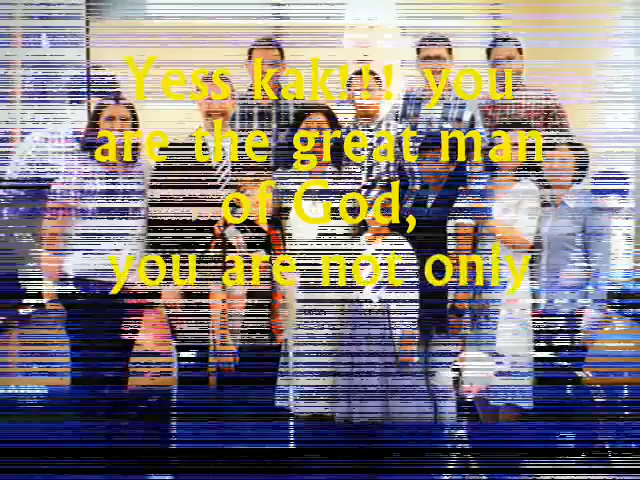 Yess kak!!! you
are the great man
of God,
you are not only